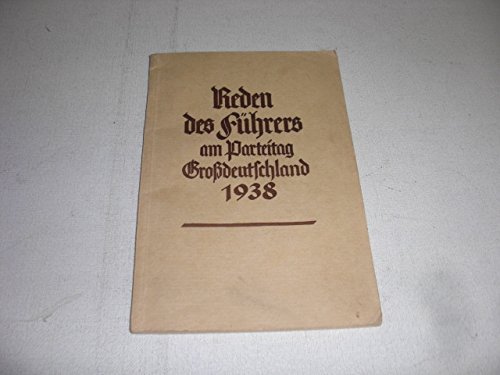 Reden
des Führers
am Parteitag
Großdeutschland
1938